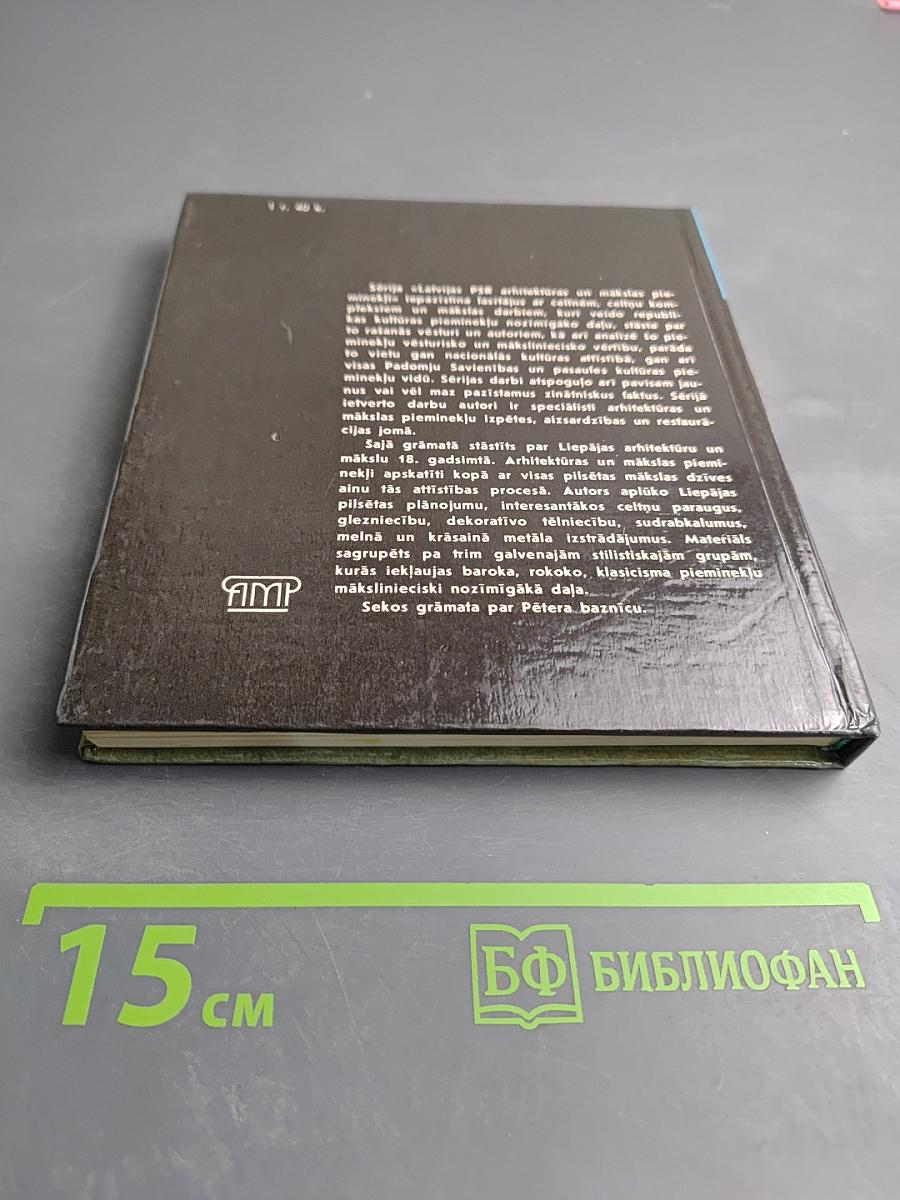 1 r. 40 k.
Sērija «Latvijas PSR arhitektūras un mākslas pie-
minekļi» iepazīstina lasītājus ar celtnēm, celtņu kom-
pleksiem un mākslas darbiem, kuri veido republi-
kas kultūras pieminekļu nozīmīgāko daļu, stāsta par
to rašanās vēsturi un autoriem, kā arī analizē šo pie-
minekļu vēsturisko un māksliniecisko vērtību, parāda
to vietu gan nacionālās kultūras attīstībā, gan arī
visas Padomju Savienības un pasaules kultūras pie-
minekļu vidū. Sērijas darbi atspoguļo arī pavisam jau-
nus vai vēl maz pazīstamus zinātniskus faktus. Sērijā
ietverto darbu autori ir speciālisti arhitektūras un
mākslas pieminekļu izpētes, aizsardzības un restaurā-
cijas jomā.
Šajā grāmatā stāstīts par Liepājas arhitektūru un
mākslu 18. gadsimtā. Arhitektūras un mākslas piemi-
nekļi apskatīti kopā ar visas pilsētas mākslas dzīves
ainu tās attīstības procesā. Autors aplūko Liepājas
pilsētas plānojumu, interesantākos celtņu paraugus,
glezniecību, dekoratīvo tēlniecību, sudrabkalumus,
melnā un krāsainā metāla izstrādājumus. Materiāls
sagrupēts pa trim galvenajām stilistiskajām grupām,
kurās iekļaujas baroka, rokoko, klasicisma pieminekļu
mākslinieciski nozīmīgākā daļa.
Sekos grāmata par Pētera baznīcu.
AMP
15 см
БФ БИБЛИОФАН